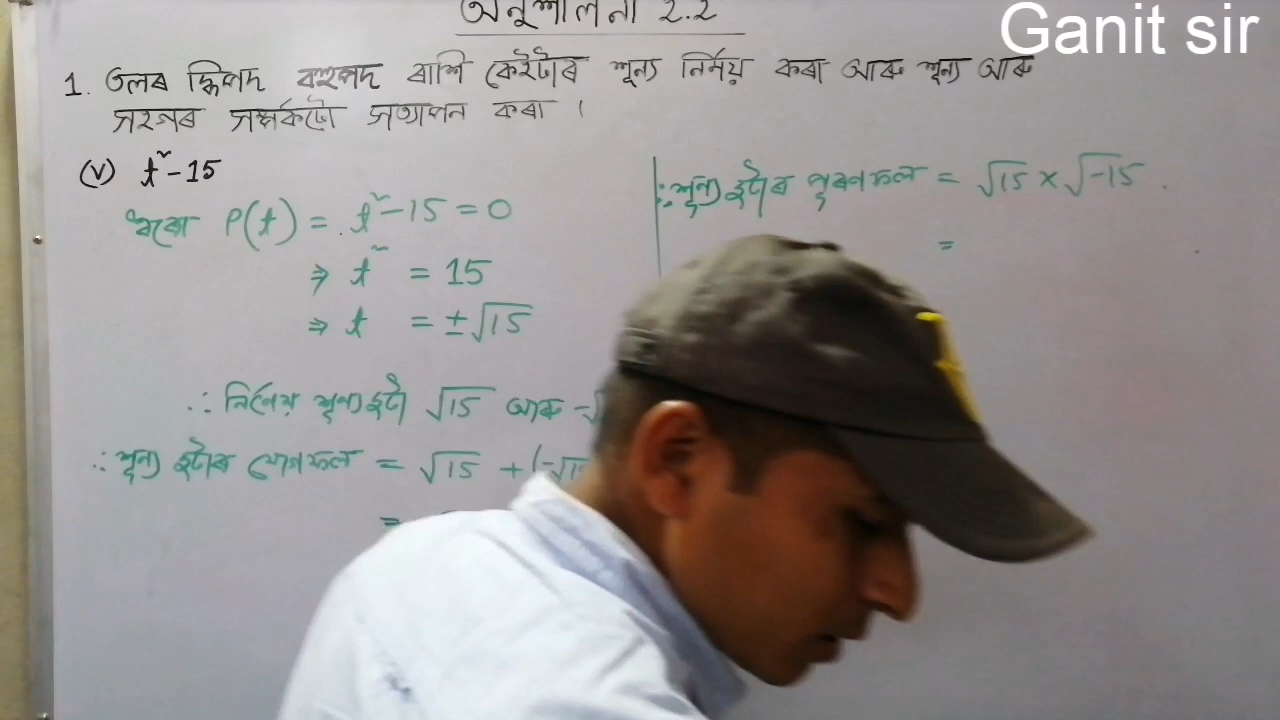 অনুশীলনী 2.2
Ganit sir
1. তলৰ দ্বিঘাত বহুপদ ৰাশি কেইটাৰ শূন্য নিৰ্ণয় কৰা আৰু শূন্য আৰু
সহগৰ সম্পৰ্কটো সত্যাপন কৰা ।
(v) t² - 15
ধৰো P(t) = t² - 15 = 0
⇒ t² = 15
⇒ t = ±√15
∴ নিৰ্ণেয় শূন্য দুটা √15 আৰু -√
∴ শূন্য দুটাৰ যোগফল = √15 + (-√1
=
∴ শূন্য দুটাৰ পূৰণফল = √15 × √-15
=